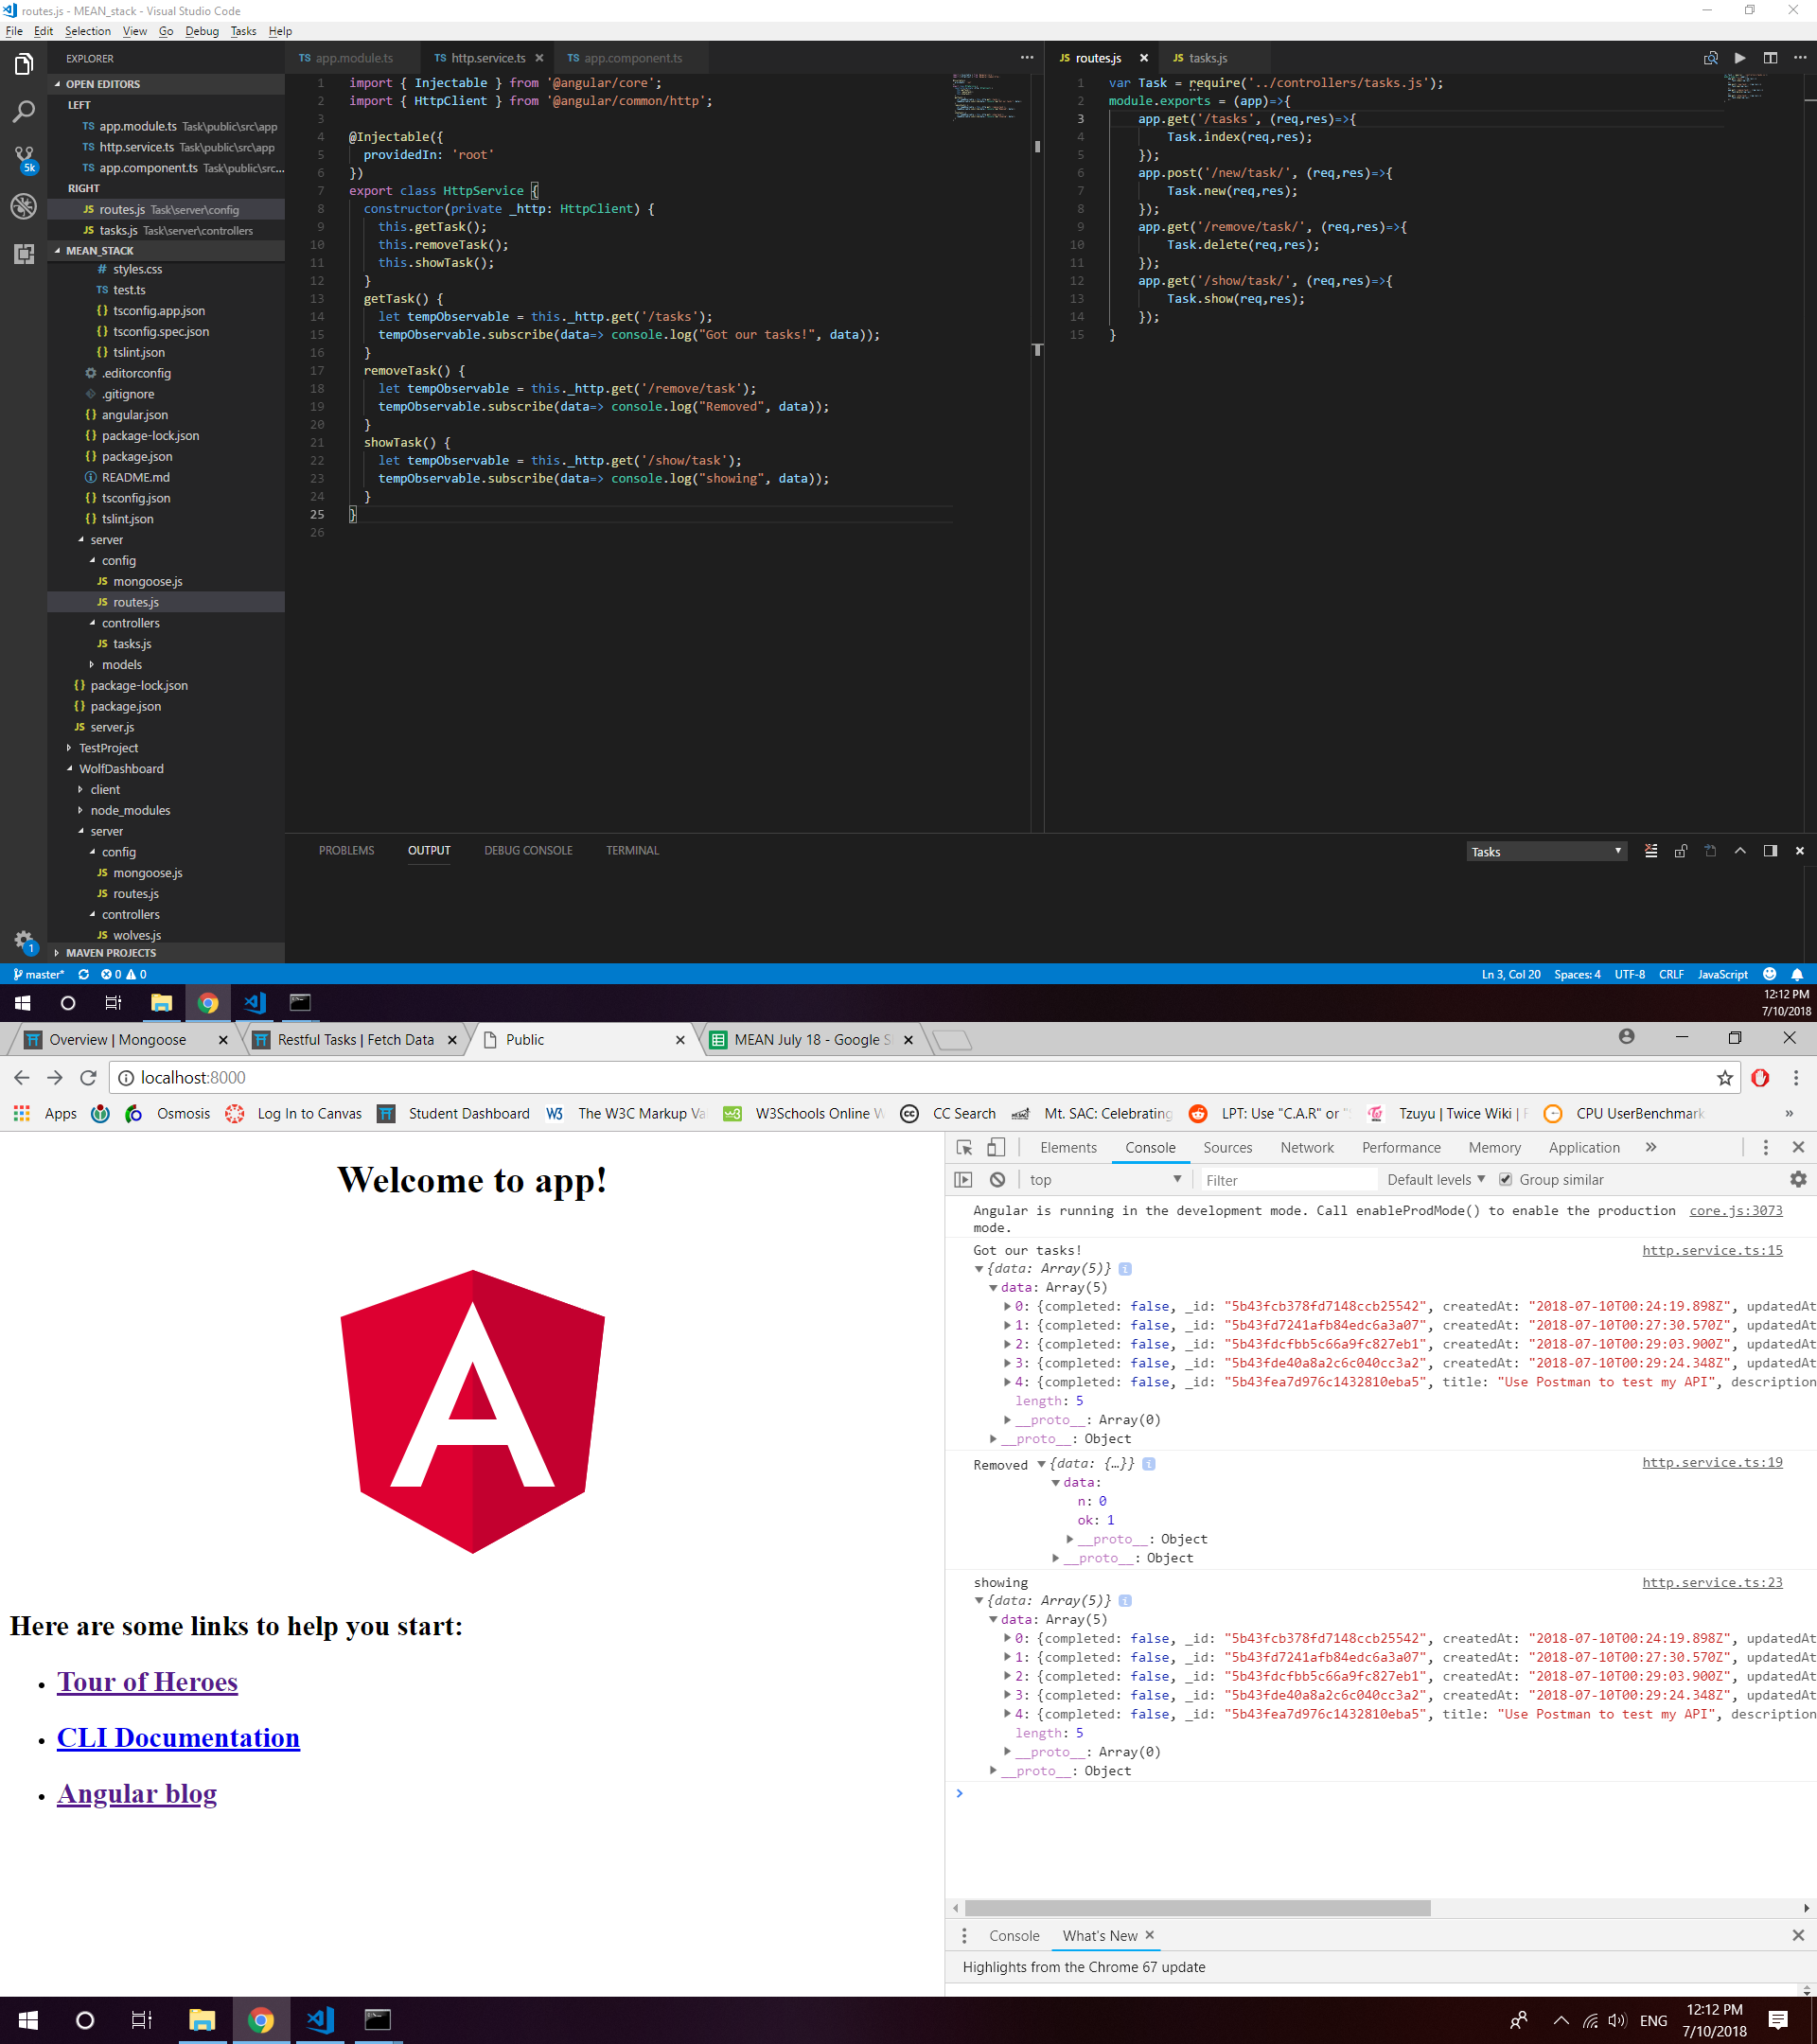 routes.js - MEAN_stack - Visual Studio Code
File Edit Selection View Go Debug Tasks Help
EXPLORER
OPEN EDITORS
LEFT
TS app.module.ts Task\public\src\app
TS http.service.ts Task\public\src\app
TS app.component.ts Task\public\src...
RIGHT
JS routes.js Task\server\config
JS tasks.js Task\server\controllers
MEAN_STACK
# styles.css
TS test.ts
{} tsconfig.app.json
{} tsconfig.spec.json
{} tslint.json
.editorconfig
.gitignore
{} angular.json
{} package-lock.json
{} package.json
README.md
{} tsconfig.json
{} tslint.json
server
config
JS mongoose.js
JS routes.js
controllers
JS tasks.js
models
{} package-lock.json
{} package.json
JS server.js
TestProject
WolfDashboard
client
node_modules
server
config
JS mongoose.js
JS routes.js
controllers
JS wolves.js
MAVEN PROJECTS
5k
1
TS app.module.ts TS http.service.ts TS app.component.ts
1 import { Injectable } from '@angular/core';
2 import { HttpClient } from '@angular/common/http';
3
4 @Injectable({
5 providedIn: 'root'
6 })
7 export class HttpService {
8 constructor(private _http: HttpClient) {
9 this.getTask();
10 this.removeTask();
11 this.showTask();
12 }
13 getTask() {
14 let tempObservable = this._http.get('/tasks');
15 tempObservable.subscribe(data=> console.log("Got our tasks!", data));
16 }
17 removeTask() {
18 let tempObservable = this._http.get('/remove/task');
19 tempObservable.subscribe(data=> console.log("Removed", data));
20 }
21 showTask() {
22 let tempObservable = this._http.get('/show/task');
23 tempObservable.subscribe(data=> console.log("showing", data));
24 }
25 }
26
JS routes.js JS tasks.js
1 var Task = require('../controllers/tasks.js');
2 module.exports = (app)=>{
3 app.get('/tasks', (req,res)=>{
4 Task.index(req,res);
5 });
6 app.post('/new/task/', (req,res)=>{
7 Task.new(req,res);
8 });
9 app.get('/remove/task/', (req,res)=>{
10 Task.delete(req,res);
11 });
12 app.get('/show/task/', (req,res)=>{
13 Task.show(req,res);
14 });
15 }
PROBLEMS OUTPUT DEBUG CONSOLE TERMINAL Tasks
master* 0 0 Ln 3, Col 20 Spaces: 4 UTF-8 CRLF JavaScript
12:12 PM
7/10/2018
Overview | Mongoose Restful Tasks | Fetch Data Public MEAN July 18 - Google S
localhost:8000
Apps Osmosis Log In to Canvas Student Dashboard The W3C Markup Va W3Schools Online W CC Search Mt. SAC: Celebrating LPT: Use "C.A.R" or " Tzuyu | Twice Wiki | CPU UserBenchmark »
Welcome to app!
Here are some links to help you start:
Tour of Heroes
CLI Documentation
Angular blog
Elements Console Sources Network Performance Memory Application »
top Filter Default levels Group similar
Angular is running in the development mode. Call enableProdMode() to enable the production core.js:3073
mode.
Got our tasks! http.service.ts:15
{data: Array(5)}
data: Array(5)
0: {completed: false, _id: "5b43fcb378fd7148ccb25542", createdAt: "2018-07-10T00:24:19.898Z", updatedAt
1: {completed: false, _id: "5b43fd7241afb84edc6a3a07", createdAt: "2018-07-10T00:27:30.570Z", updatedAt
2: {completed: false, _id: "5b43fdcfbb5c66a9fc827eb1", createdAt: "2018-07-10T00:29:03.900Z", updatedAt
3: {completed: false, _id: "5b43fde40a8a2c6c040cc3a2", createdAt: "2018-07-10T00:29:24.348Z", updatedAt
4: {completed: false, _id: "5b43fea7d976c1432810eba5", title: "Use Postman to test my API", description
length: 5
__proto__: Array(0)
__proto__: Object
Removed {data: {…}} http.service.ts:19
data:
n: 0
ok: 1
__proto__: Object
__proto__: Object
showing http.service.ts:23
{data: Array(5)}
data: Array(5)
0: {completed: false, _id: "5b43fcb378fd7148ccb25542", createdAt: "2018-07-10T00:24:19.898Z", updatedAt
1: {completed: false, _id: "5b43fd7241afb84edc6a3a07", createdAt: "2018-07-10T00:27:30.570Z", updatedAt
2: {completed: false, _id: "5b43fdcfbb5c66a9fc827eb1", createdAt: "2018-07-10T00:29:03.900Z", updatedAt
3: {completed: false, _id: "5b43fde40a8a2c6c040cc3a2", createdAt: "2018-07-10T00:29:24.348Z", updatedAt
4: {completed: false, _id: "5b43fea7d976c1432810eba5", title: "Use Postman to test my API", description
length: 5
__proto__: Array(0)
__proto__: Object
Console What's New
Highlights from the Chrome 67 update
ENG 12:12 PM
7/10/2018